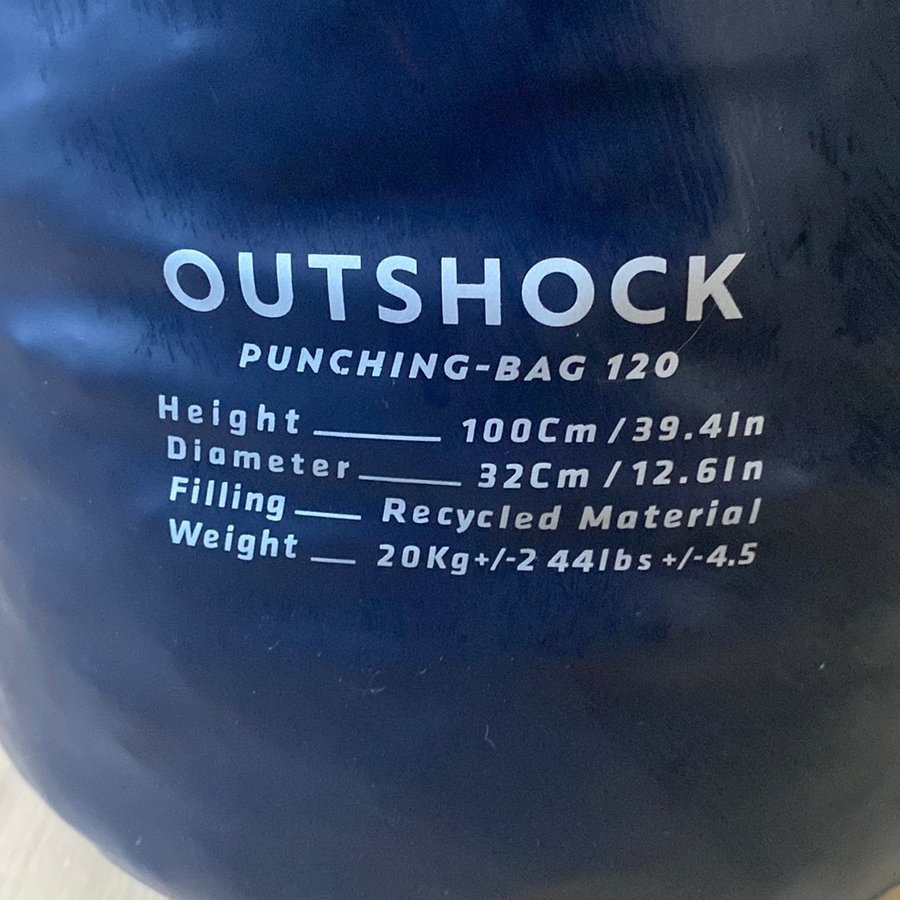 OUTSHOCK
PUNCHING-BAG 120
Height 100Cm / 39.4In
Diameter 32Cm / 12.6In
Filling Recycled Material
Weight 20Kg+/-2 44lbs +/-4.5